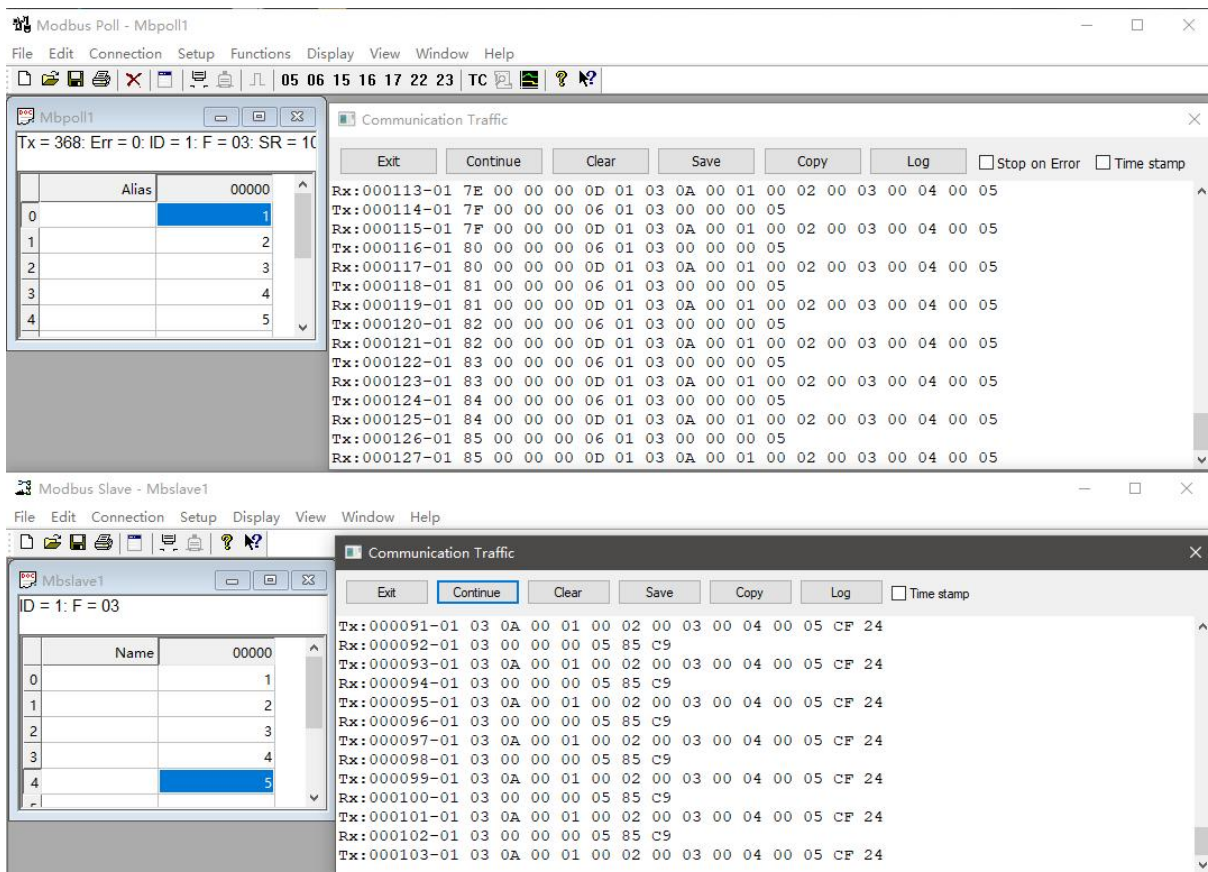 Modbus Poll - Mbpoll1
File Edit Connection Setup Functions Display View Window Help
05 06 15 16 17 22 23 TC
Mbpoll1
Tx = 368: Err = 0: ID = 1: F = 03: SR = 10
Alias 00000
0 1
1 2
2 3
3 4
4 5
Communication Traffic
Exit Continue Clear Save Copy Log Stop on Error Time stamp
Rx:000113-01 7E 00 00 00 0D 01 03 0A 00 01 00 02 00 03 00 04 00 05
Tx:000114-01 7F 00 00 00 06 01 03 00 00 00 05
Rx:000115-01 7F 00 00 00 0D 01 03 0A 00 01 00 02 00 03 00 04 00 05
Tx:000116-01 80 00 00 00 06 01 03 00 00 00 05
Rx:000117-01 80 00 00 00 0D 01 03 0A 00 01 00 02 00 03 00 04 00 05
Tx:000118-01 81 00 00 00 06 01 03 00 00 00 05
Rx:000119-01 81 00 00 00 0D 01 03 0A 00 01 00 02 00 03 00 04 00 05
Tx:000120-01 82 00 00 00 06 01 03 00 00 00 05
Rx:000121-01 82 00 00 00 0D 01 03 0A 00 01 00 02 00 03 00 04 00 05
Tx:000122-01 83 00 00 00 06 01 03 00 00 00 05
Rx:000123-01 83 00 00 00 0D 01 03 0A 00 01 00 02 00 03 00 04 00 05
Tx:000124-01 84 00 00 00 06 01 03 00 00 00 05
Rx:000125-01 84 00 00 00 0D 01 03 0A 00 01 00 02 00 03 00 04 00 05
Tx:000126-01 85 00 00 00 06 01 03 00 00 00 05
Rx:000127-01 85 00 00 00 0D 01 03 0A 00 01 00 02 00 03 00 04 00 05
Modbus Slave - Mbslave1
File Edit Connection Setup Display View Window Help
Mbslave1
ID = 1: F = 03
Name 00000
0 1
1 2
2 3
3 4
4 5
Communication Traffic
Exit Continue Clear Save Copy Log Time stamp
Tx:000091-01 03 0A 00 01 00 02 00 03 00 04 00 05 CF 24
Rx:000092-01 03 00 00 00 05 85 C9
Tx:000093-01 03 0A 00 01 00 02 00 03 00 04 00 05 CF 24
Rx:000094-01 03 00 00 00 05 85 C9
Tx:000095-01 03 0A 00 01 00 02 00 03 00 04 00 05 CF 24
Rx:000096-01 03 00 00 00 05 85 C9
Tx:000097-01 03 0A 00 01 00 02 00 03 00 04 00 05 CF 24
Rx:000098-01 03 00 00 00 05 85 C9
Tx:000099-01 03 0A 00 01 00 02 00 03 00 04 00 05 CF 24
Rx:000100-01 03 00 00 00 05 85 C9
Tx:000101-01 03 0A 00 01 00 02 00 03 00 04 00 05 CF 24
Rx:000102-01 03 00 00 00 05 85 C9
Tx:000103-01 03 0A 00 01 00 02 00 03 00 04 00 05 CF 24